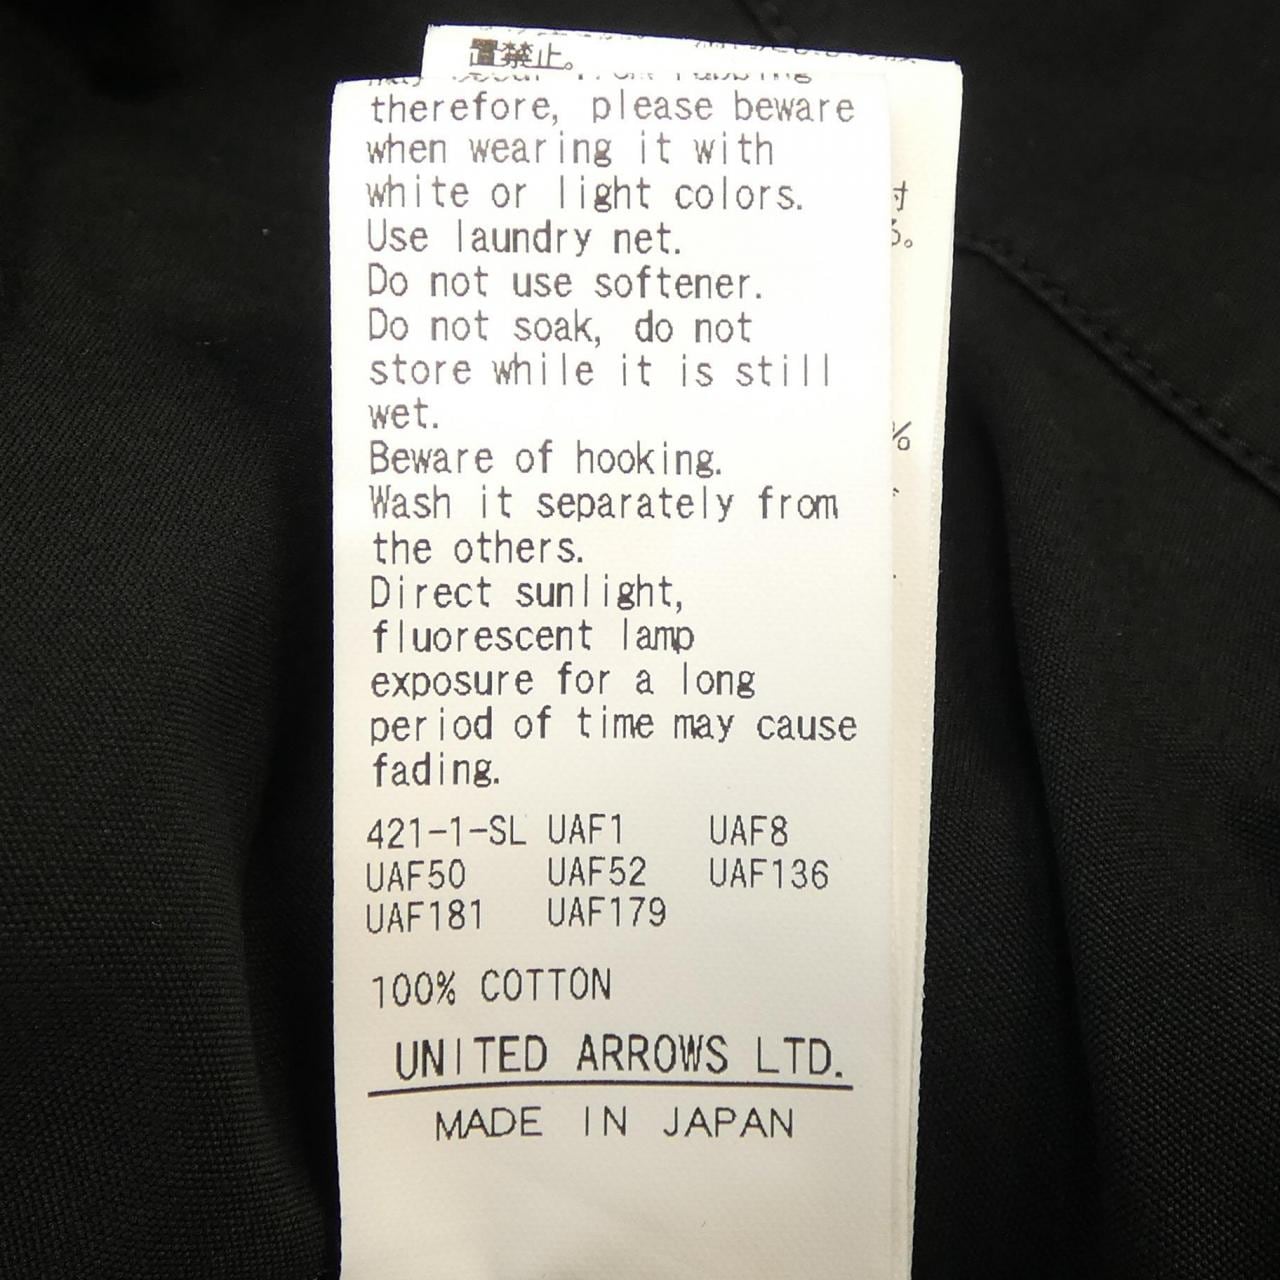 置禁止。
therefore, please beware
when wearing it with
white or light colors.
Use laundry net.
Do not use softener.
Do not soak, do not
store while it is still
wet.
Beware of hooking.
Wash it separately from
the others.
Direct sunlight,
fluorescent lamp
exposure for a long
period of time may cause
fading.
421-1-SL UAF1 UAF8
UAF50 UAF52 UAF136
UAF181 UAF179
100% COTTON
UNITED ARROWS LTD.
MADE IN JAPAN
付
る。
%